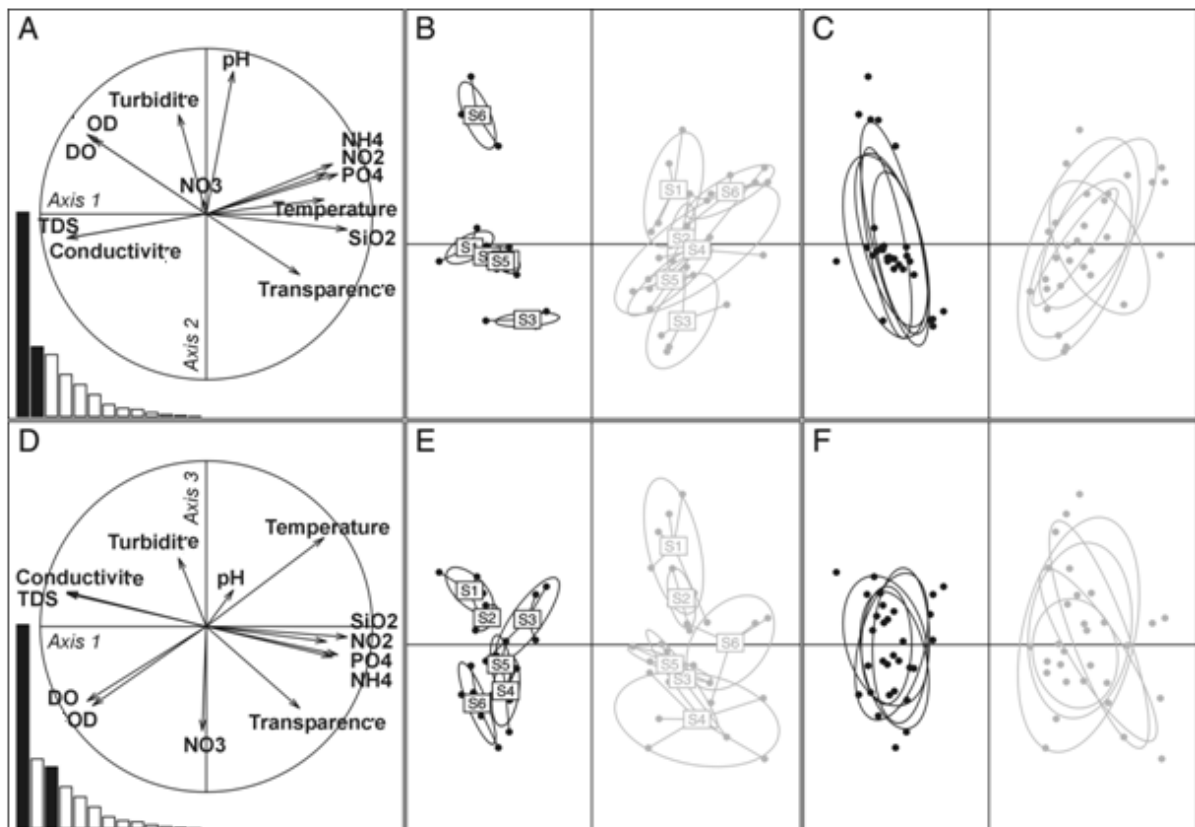 A
pH
Turbidite
OD
DO
NH4
NO2
PO4
NO3
Axis 1
Temperature
TDS
SiO2
Conductivite
Transparence
Axis 2
B
S6
S1
S5
S3
S1
S6
S2
S4
S5
S3
C
D
Axis 3
Temperature
Turbidite
Conductivite
pH
TDS
SiO2
Axis 1
NO2
PO4
NH4
DO
OD
Transparence
NO3
E
S1
S2
S3
S5
S4
S6
S1
S2
S6
S5
S3
S4
F